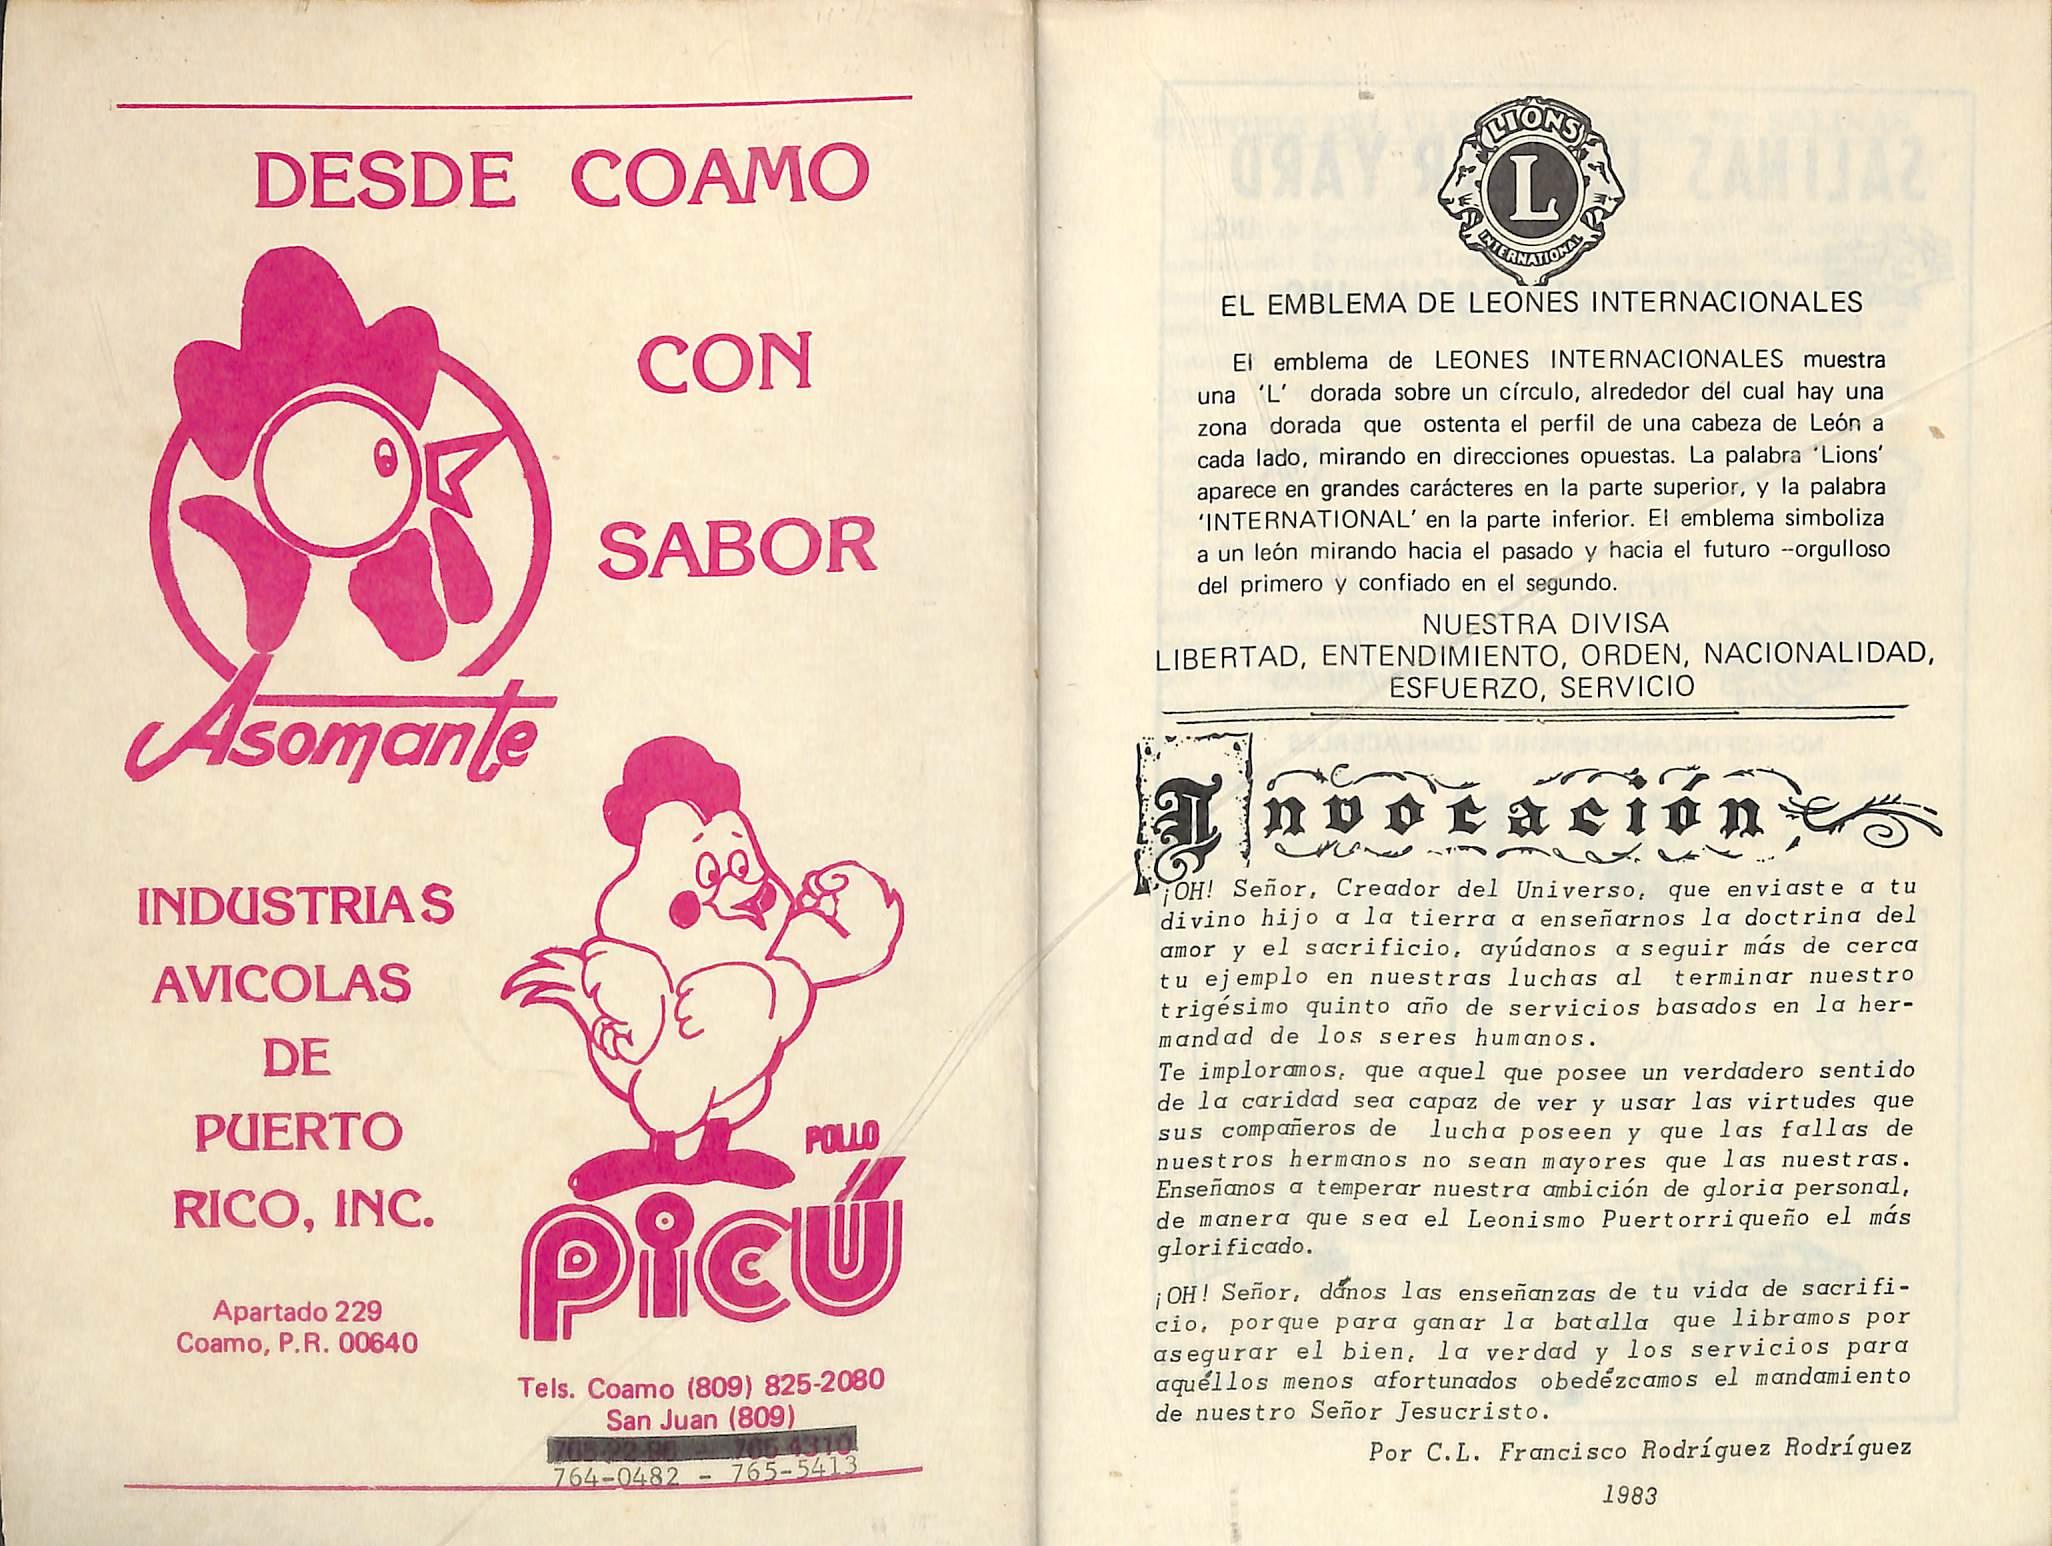 DESDE COAMO
CON
SABOR
Asomante
INDUSTRIAS
AVICOLAS
DE
PUERTO
RICO, INC.
Apartado 229
Coamo, P.R. 00640
POLLO
PICÚ
Tels. Coamo (809) 825-2080
San Juan (809)
764-0482 - 765-5413
LIONS
L
INTERNATIONAL
EL EMBLEMA DE LEONES INTERNACIONALES
El emblema de LEONES INTERNACIONALES muestra
una 'L' dorada sobre un círculo, alrededor del cual hay una
zona dorada que ostenta el perfil de una cabeza de León a
cada lado, mirando en direcciones opuestas. La palabra 'Lions'
aparece en grandes carácteres en la parte superior, y la palabra
'INTERNATIONAL' en la parte inferior. El emblema simboliza
a un león mirando hacia el pasado y hacia el futuro --orgulloso
del primero y confiado en el segundo.
NUESTRA DIVISA
LIBERTAD, ENTENDIMIENTO, ORDEN, NACIONALIDAD,
ESFUERZO, SERVICIO
Invocación
¡OH! Señor, Creador del Universo, que enviaste a tu
divino hijo a la tierra a enseñarnos la doctrina del
amor y el sacrificio, ayúdanos a seguir más de cerca
tu ejemplo en nuestras luchas al terminar nuestro
trigésimo quinto año de servicios basados en la her-
mandad de los seres humanos.
Te imploramos, que aquel que posee un verdadero sentido
de la caridad sea capaz de ver y usar las virtudes que
sus compañeros de lucha poseen y que las fallas de
nuestros hermanos no sean mayores que las nuestras.
Enseñanos a temperar nuestra ambición de gloria personal,
de manera que sea el Leonismo Puertorriqueño el más
glorificado.
¡OH! Señor, dános las enseñanzas de tu vida de sacrifi-
cio, porque para ganar la batalla que libramos por
asegurar el bien, la verdad y los servicios para
aquéllos menos afortunados obedézcamos el mandamiento
de nuestro Señor Jesucristo.
Por C.L. Francisco Rodríguez Rodríguez
1983